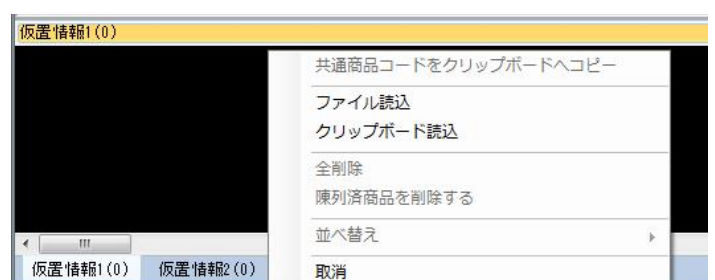 仮置情報1(0)
共通商品コードをクリップボードへコピー
ファイル読込
クリップボード読込
全削除
陳列済商品を削除する
並べ替え
仮置情報1(0) 仮置情報2(0)
取消